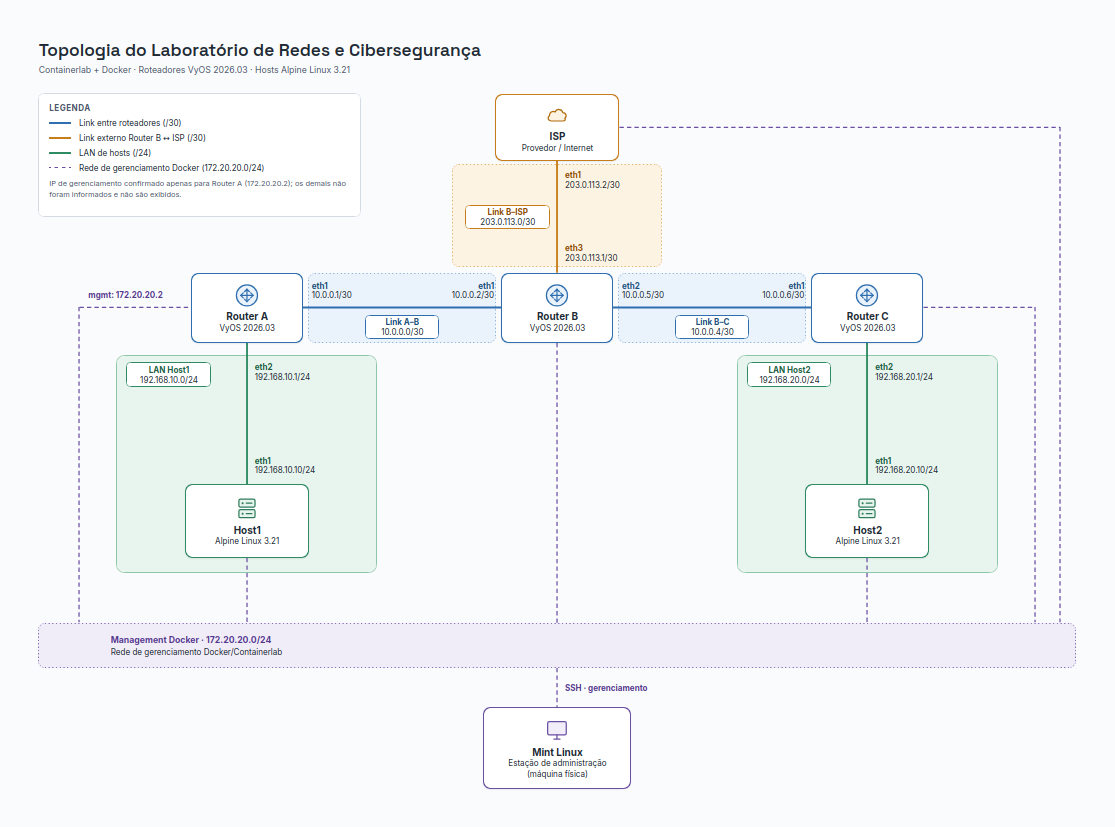 Topologia do Laboratório de Redes e Cibersegurança
Containerlab + Docker · Roteadores VyOS 2026.03 · Hosts Alpine Linux 3.21
LEGENDA
Link entre roteadores (/30)
Link externo Router B ↔ ISP (/30)
LAN de hosts (/24)
Rede de gerenciamento Docker (172.20.20.0/24)
IP de gerenciamento confirmado apenas para Router A (172.20.20.2); os demais não
foram informados e não são exibidos.
ISP
Provedor / Internet
eth1
203.0.113.2/30
Link B–ISP
203.0.113.0/30
eth3
203.0.113.1/30
mgmt: 172.20.20.2
Router A
VyOS 2026.03
eth1
10.0.0.1/30
eth1
10.0.0.2/30
Link A–B
10.0.0.0/30
Router B
VyOS 2026.03
eth2
10.0.0.5/30
eth1
10.0.0.6/30
Link B–C
10.0.0.4/30
Router C
VyOS 2026.03
LAN Host1
192.168.10.0/24
eth2
192.168.10.1/24
eth1
192.168.10.10/24
Host1
Alpine Linux 3.21
LAN Host2
192.168.20.0/24
eth2
192.168.20.1/24
eth1
192.168.20.10/24
Host2
Alpine Linux 3.21
Management Docker · 172.20.20.0/24
Rede de gerenciamento Docker/Containerlab
SSH · gerenciamento
Mint Linux
Estação de administração
(máquina física)